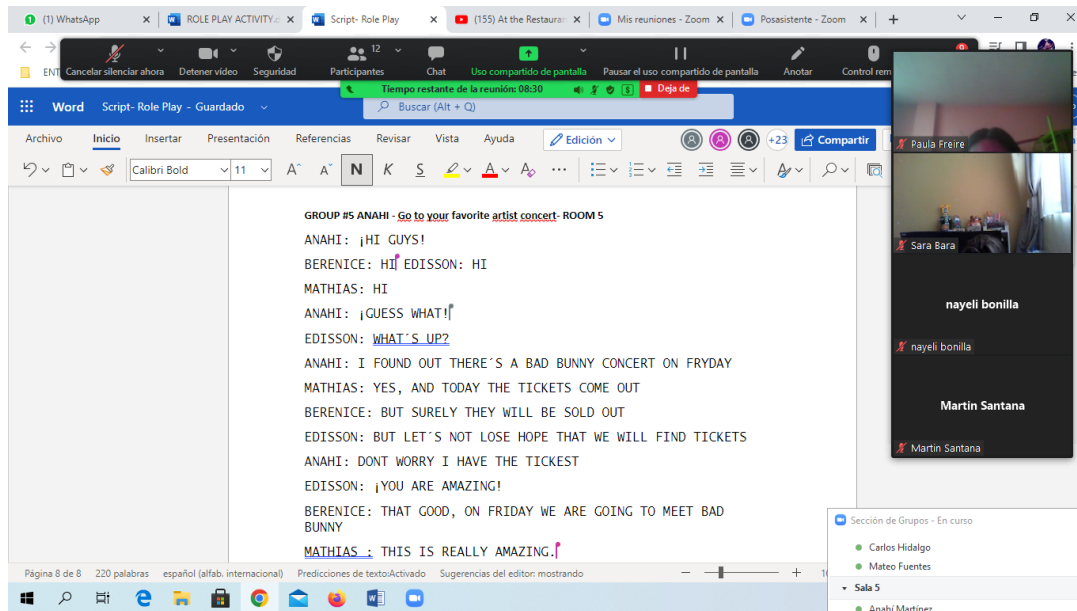 (1) WhatsApp
ROLE PLAY ACTIVITY.c
Script- Role Play
(155) At the Restauran
Mis reuniones - Zoom
Posasistente - Zoom
ENT
Cancelar silenciar ahora
Detener vídeo
Seguridad
12
Participantes
Chat
Uso compartido de pantalla
Pausar el uso compartido de pantalla
Anotar
Control rem
Tiempo restante de la reunión: 08:30
Deja de
Word Script- Role Play - Guardado
Buscar (Alt + Q)
Archivo Inicio Insertar Presentación Referencias Revisar Vista Ayuda
Edición
+23
Compartir
Calibri Bold 11
N K S
GROUP #5 ANAHI - Go to your favorite artist concert- ROOM 5
ANAHI: ¡HI GUYS!
BERENICE: HI EDISSON: HI
MATHIAS: HI
ANAHI: ¡GUESS WHAT!
EDISSON: WHAT´S UP?
ANAHI: I FOUND OUT THERE´S A BAD BUNNY CONCERT ON FRYDAY
MATHIAS: YES, AND TODAY THE TICKETS COME OUT
BERENICE: BUT SURELY THEY WILL BE SOLD OUT
EDISSON: BUT LET´S NOT LOSE HOPE THAT WE WILL FIND TICKETS
ANAHI: DONT WORRY I HAVE THE TICKEST
EDISSON: ¡YOU ARE AMAZING!
BERENICE: THAT GOOD, ON FRIDAY WE ARE GOING TO MEET BAD
BUNNY
MATHIAS : THIS IS REALLY AMAZING.
Paula Freire
Sara Bara
nayeli bonilla
nayeli bonilla
Martin Santana
Martin Santana
Sección de Grupos - En curso
Carlos Hidalgo
Mateo Fuentes
Sala 5
Anahí Martínez
Página 8 de 8 220 palabras español (alfab. internacional) Predicciones de texto:Activado Sugerencias del editor: mostrando